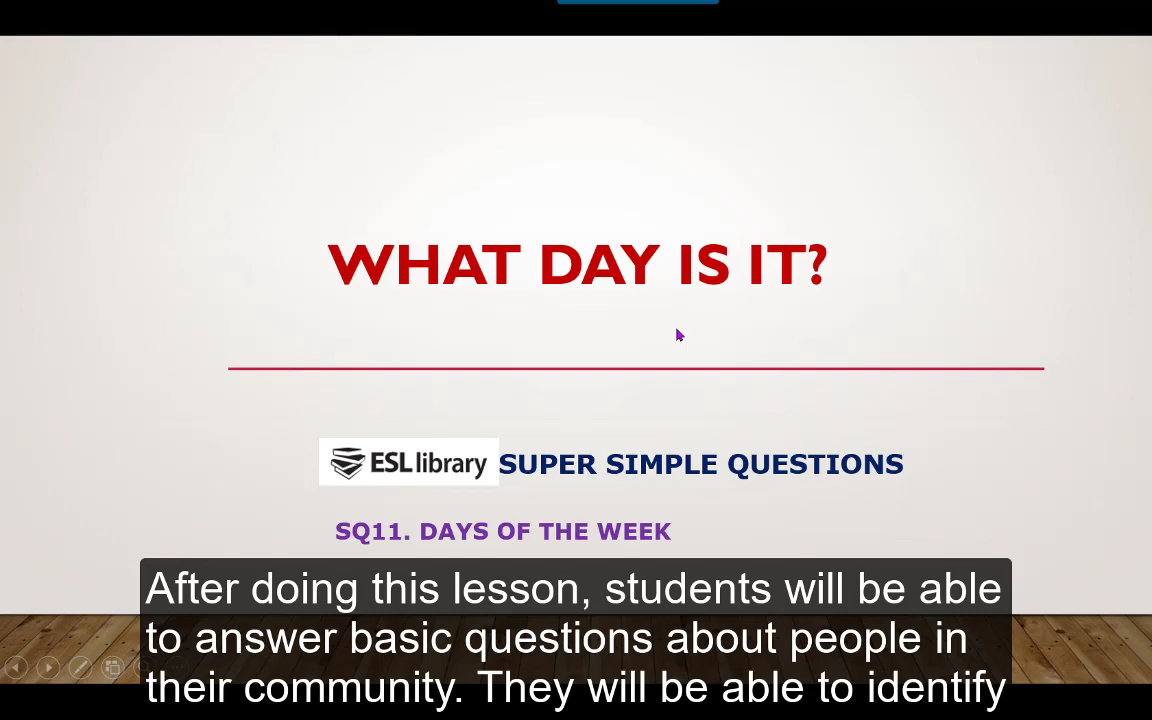 WHAT DAY IS IT?
ESL library SUPER SIMPLE QUESTIONS
SQ11. DAYS OF THE WEEK
After doing this lesson, students will be able
to answer basic questions about people in
their community. They will be able to identify